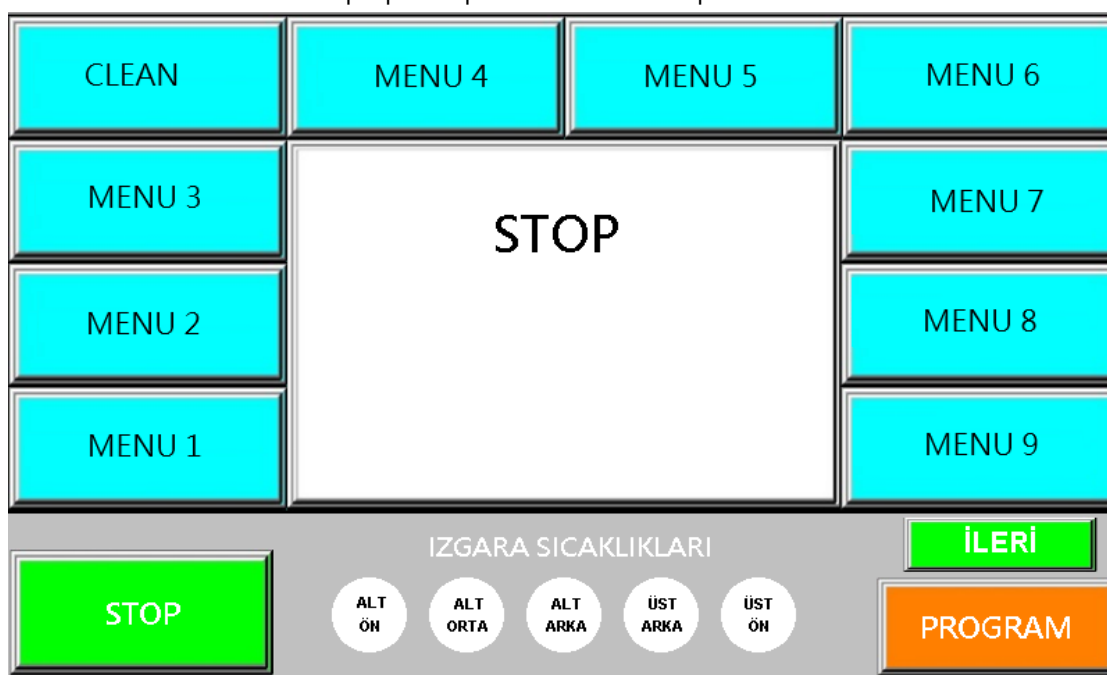 CLEAN
MENU 4
MENU 5
MENU 6
MENU 3
STOP
MENU 7
MENU 2
MENU 8
MENU 1
MENU 9
IZGARA SICAKLIKLARI
İLERİ
STOP
ALT
ÖN
ALT
ORTA
ALT
ARKA
ÜST
ARKA
ÜST
ÖN
PROGRAM